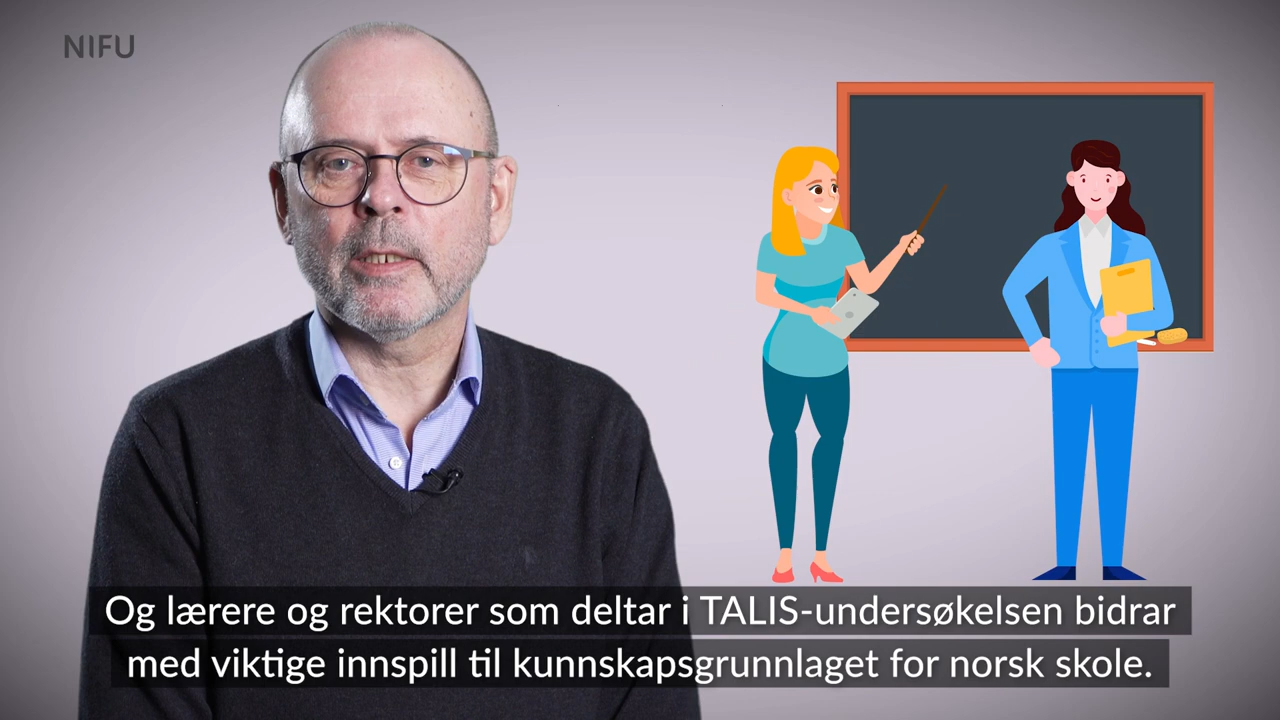 NIFU
Og lærere og rektorer som deltar i TALIS-undersøkelsen bidrar
med viktige innspill til kunnskapsgrunnlaget for norsk skole.